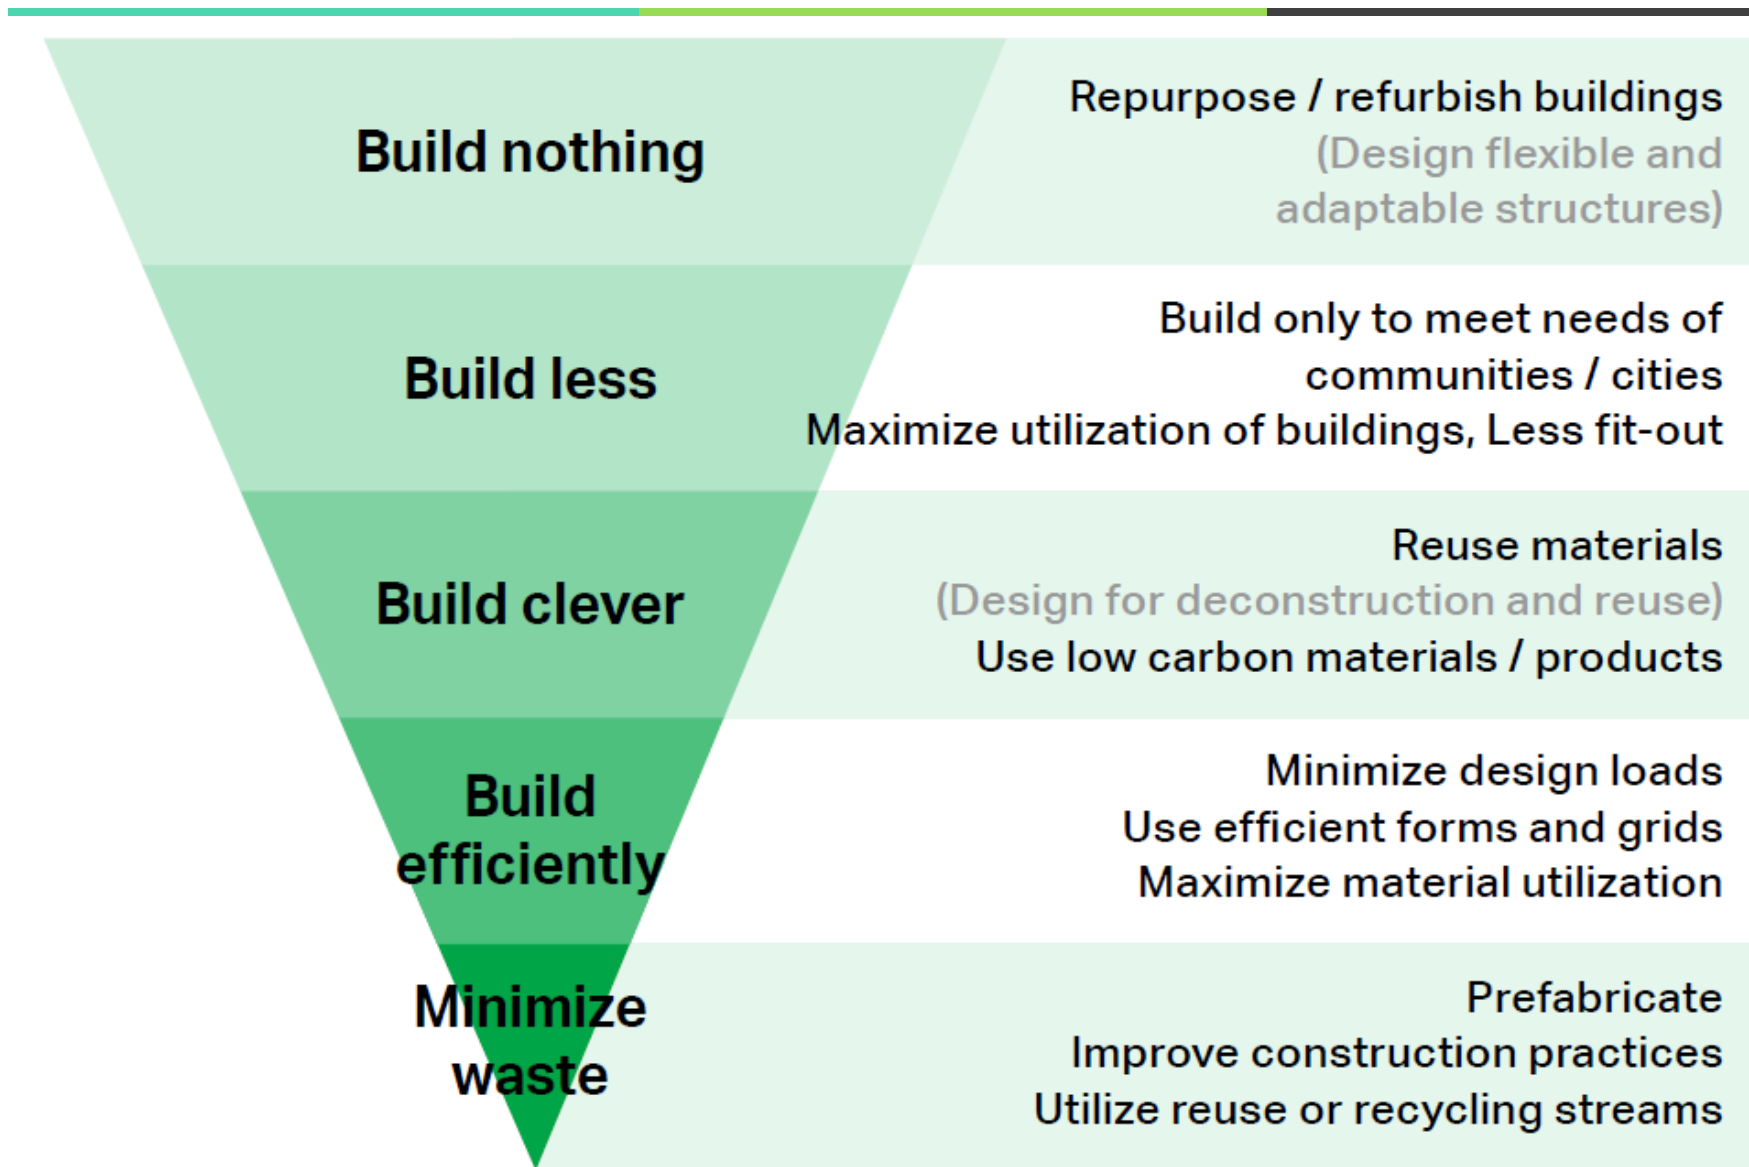 Build nothing
Repurpose / refurbish buildings
(Design flexible and
adaptable structures)
Build less
Build only to meet needs of
communities / cities
Maximize utilization of buildings, Less fit-out
Build clever
Reuse materials
(Design for deconstruction and reuse)
Use low carbon materials / products
Build
efficiently
Minimize design loads
Use efficient forms and grids
Maximize material utilization
Minimize
waste
Prefabricate
Improve construction practices
Utilize reuse or recycling streams